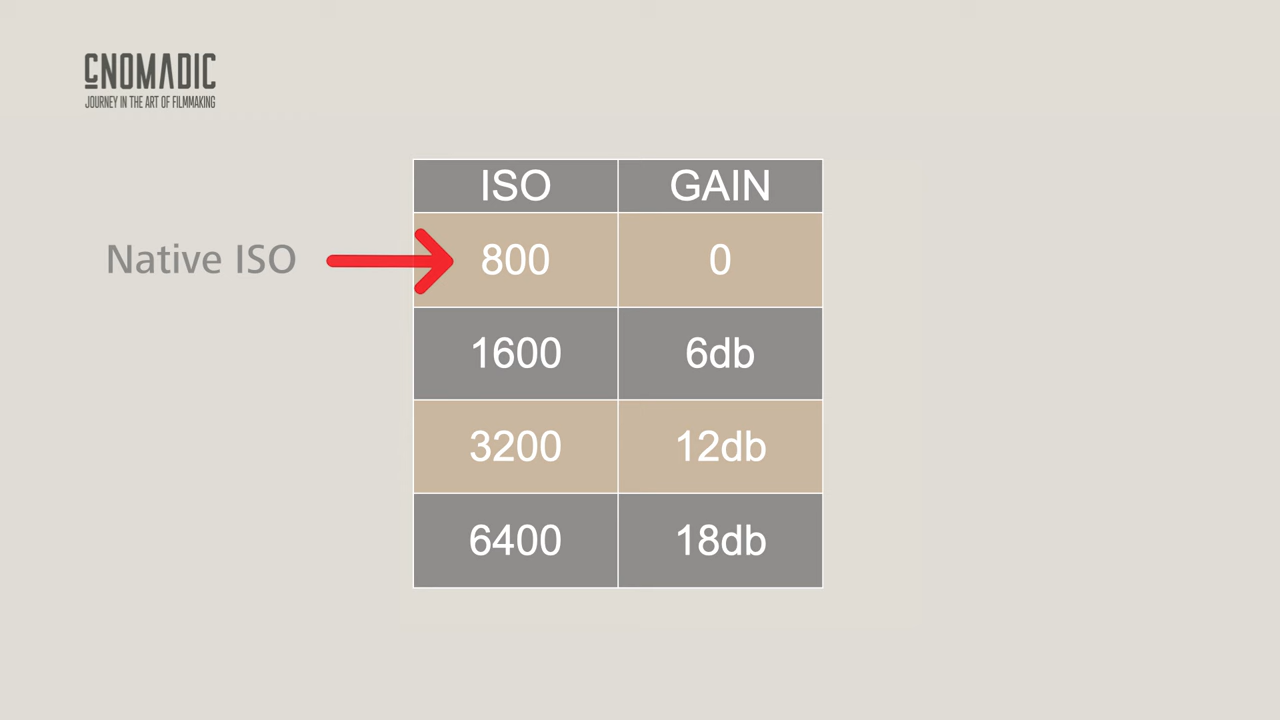 CNOMADIC
JOURNEY IN THE ART OF FILMMAKING
ISO GAIN
Native ISO 800 0
1600 6db
3200 12db
6400 18db